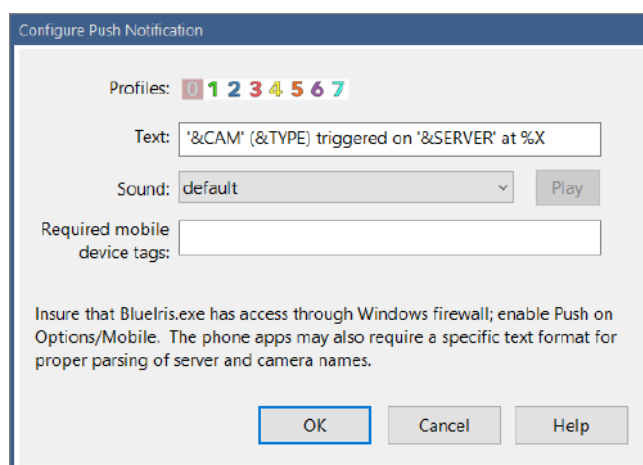 Configure Push Notification
Profiles: 0 1 2 3 4 5 6 7
Text: '&CAM' (&TYPE) triggered on '&SERVER' at %X
Sound: default Play
Required mobile
device tags:
Insure that BlueIris.exe has access through Windows firewall; enable Push on
Options/Mobile. The phone apps may also require a specific text format for
proper parsing of server and camera names.
OK Cancel Help